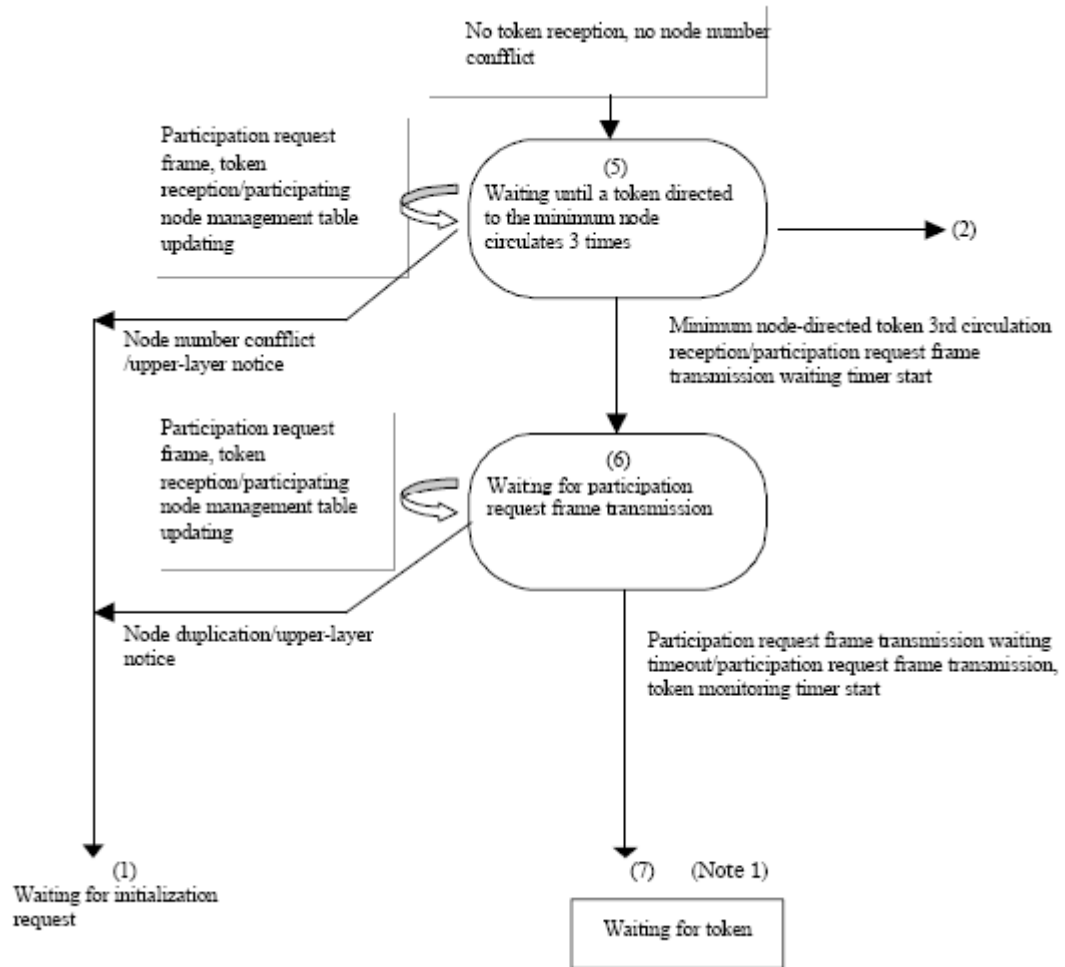 No token reception, no node number
confflict
Participation request
frame, token
reception/participating
node management table
updating
(5)
Waiting until a token directed
to the minimum node
circulates 3 times
(2)
Node number confflict
/upper-layer notice
Minimum node-directed token 3rd circulation
reception/participation request frame
transmission waiting timer start
Participation request
frame, token
reception/participating
node management table
updating
(6)
Waiting for participation
request frame transmission
Node duplication/upper-layer
notice
Participation request frame transmission waiting
timeout/participation request frame transmission,
token monitoring timer start
(1)
Waiting for initialization
request
(7) (Note 1)
Waiting for token